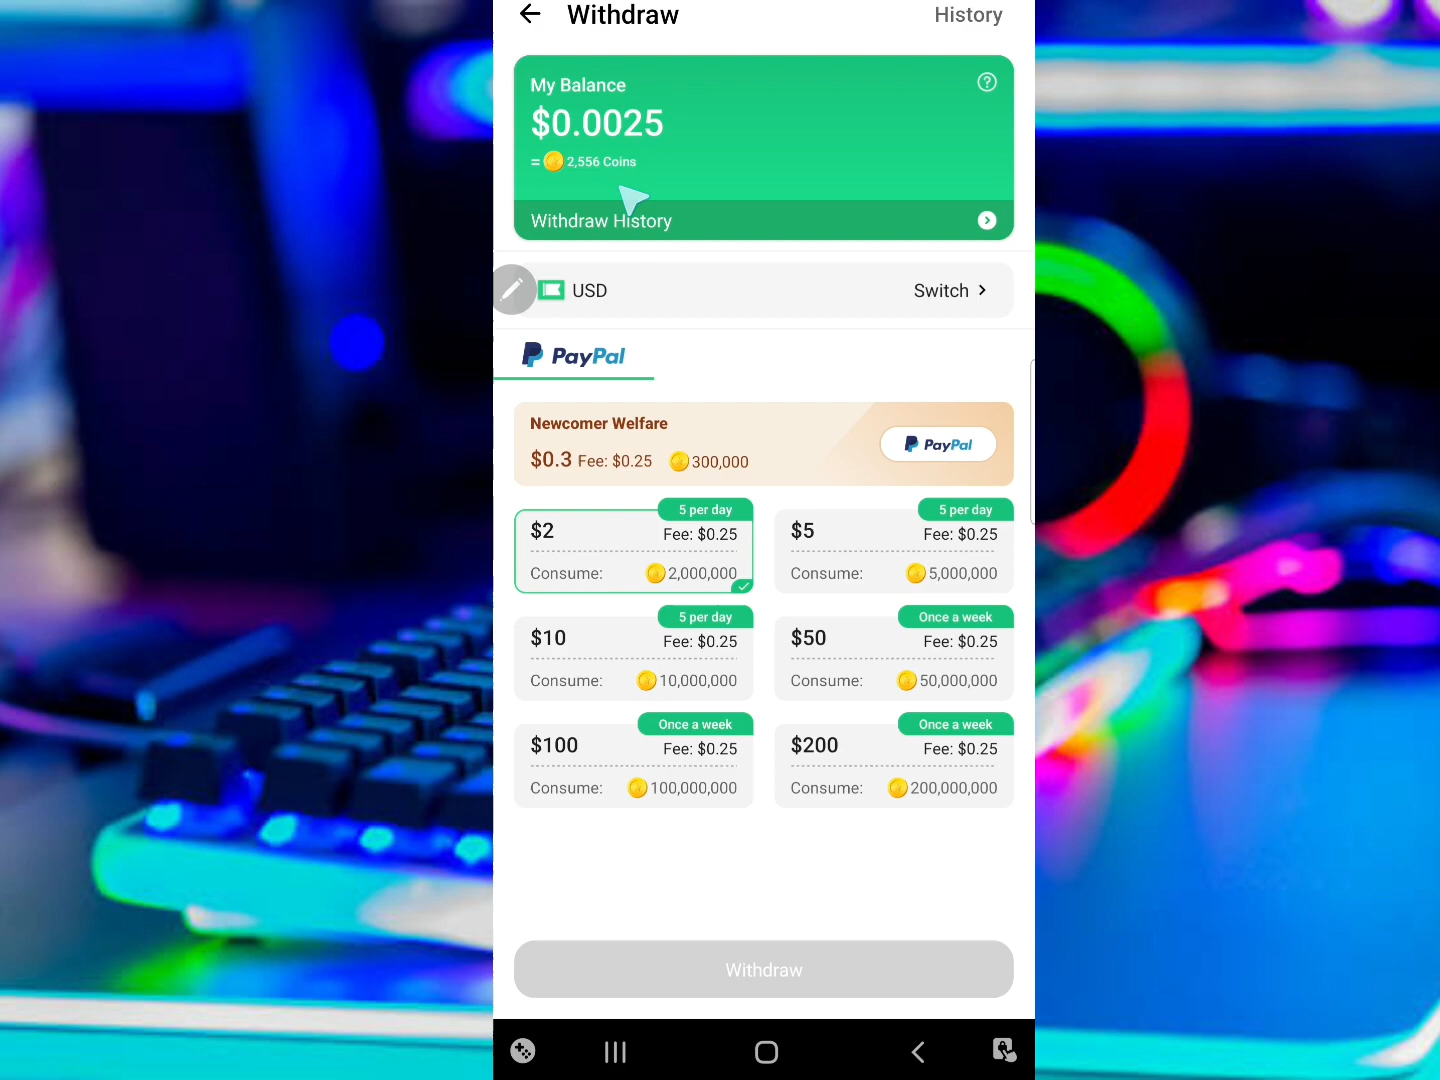 Withdraw
History
My Balance
$0.0025
= 2,556 Coins
Withdraw History
USD
Switch
PayPal
Newcomer Welfare
$0.3 Fee: $0.25 300,000
PayPal
5 per day
$2 Fee: $0.25
Consume: 2,000,000
5 per day
$5 Fee: $0.25
Consume: 5,000,000
5 per day
$10 Fee: $0.25
Consume: 10,000,000
Once a week
$50 Fee: $0.25
Consume: 50,000,000
Once a week
$100 Fee: $0.25
Consume: 100,000,000
Once a week
$200 Fee: $0.25
Consume: 200,000,000
Withdraw